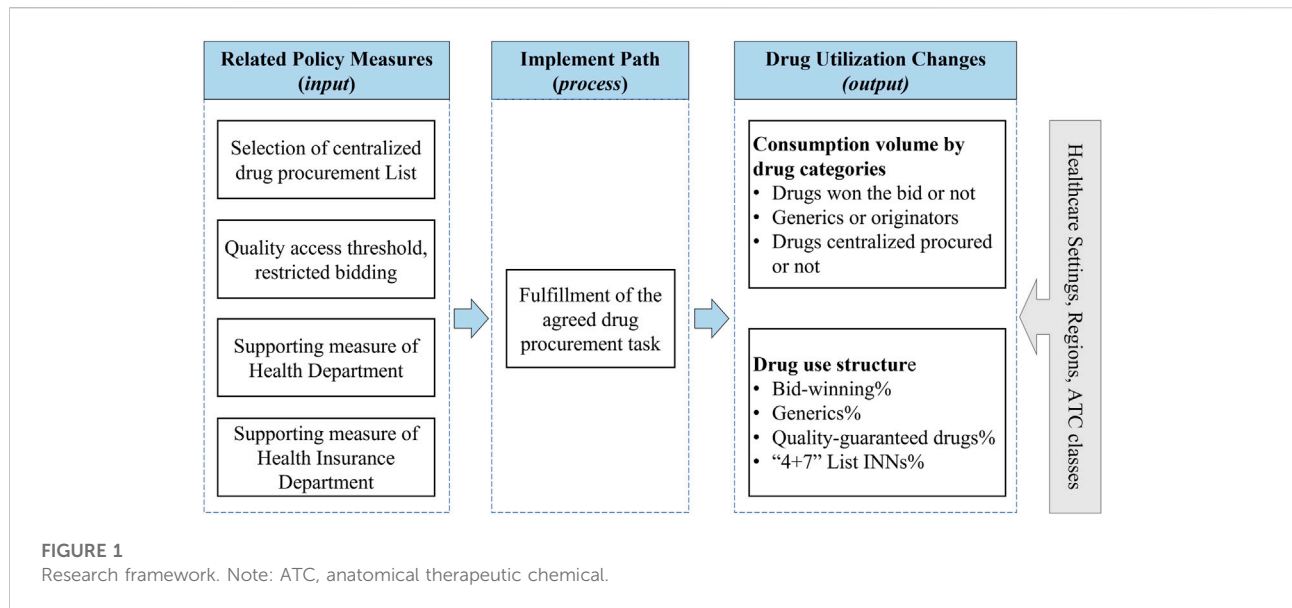 Related Policy Measures
(input)
Selection of centralized
drug procurement List
Quality access threshold,
restricted bidding
Supporting measure of
Health Department
Supporting measure of
Health Insurance
Department
Implement Path
(process)
Fulfillment of the
agreed drug
procurement task
Drug Utilization Changes
(output)
Consumption volume by
drug categories
• Drugs won the bid or not
• Generics or originators
• Drugs centralized procured
or not
Drug use structure
• Bid-winning%
• Generics%
• Quality-guaranteed drugs%
• “4+7” List INNs%
Healthcare Settings, Regions, ATC classes
FIGURE 1
Research framework. Note: ATC, anatomical therapeutic chemical.